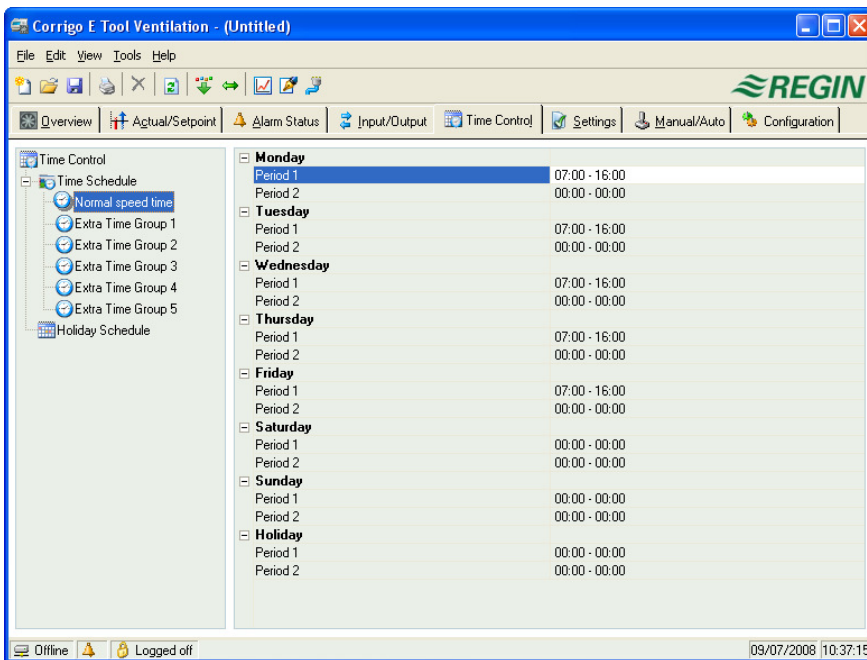 Corrigo E Tool Ventilation - (Untitled)
File Edit View Tools Help
REGIN
Overview Actual/Setpoint Alarm Status Input/Output Time Control Settings Manual/Auto Configuration
Time Control
Time Schedule
Normal speed time
Extra Time Group 1
Extra Time Group 2
Extra Time Group 3
Extra Time Group 4
Extra Time Group 5
Holiday Schedule
Monday
Period 1 07:00 - 16:00
Period 2 00:00 - 00:00
Tuesday
Period 1 07:00 - 16:00
Period 2 00:00 - 00:00
Wednesday
Period 1 07:00 - 16:00
Period 2 00:00 - 00:00
Thursday
Period 1 07:00 - 16:00
Period 2 00:00 - 00:00
Friday
Period 1 07:00 - 16:00
Period 2 00:00 - 00:00
Saturday
Period 1 00:00 - 00:00
Period 2 00:00 - 00:00
Sunday
Period 1 00:00 - 00:00
Period 2 00:00 - 00:00
Holiday
Period 1 00:00 - 00:00
Period 2 00:00 - 00:00
Offline Logged off 09/07/2008 10:37:15